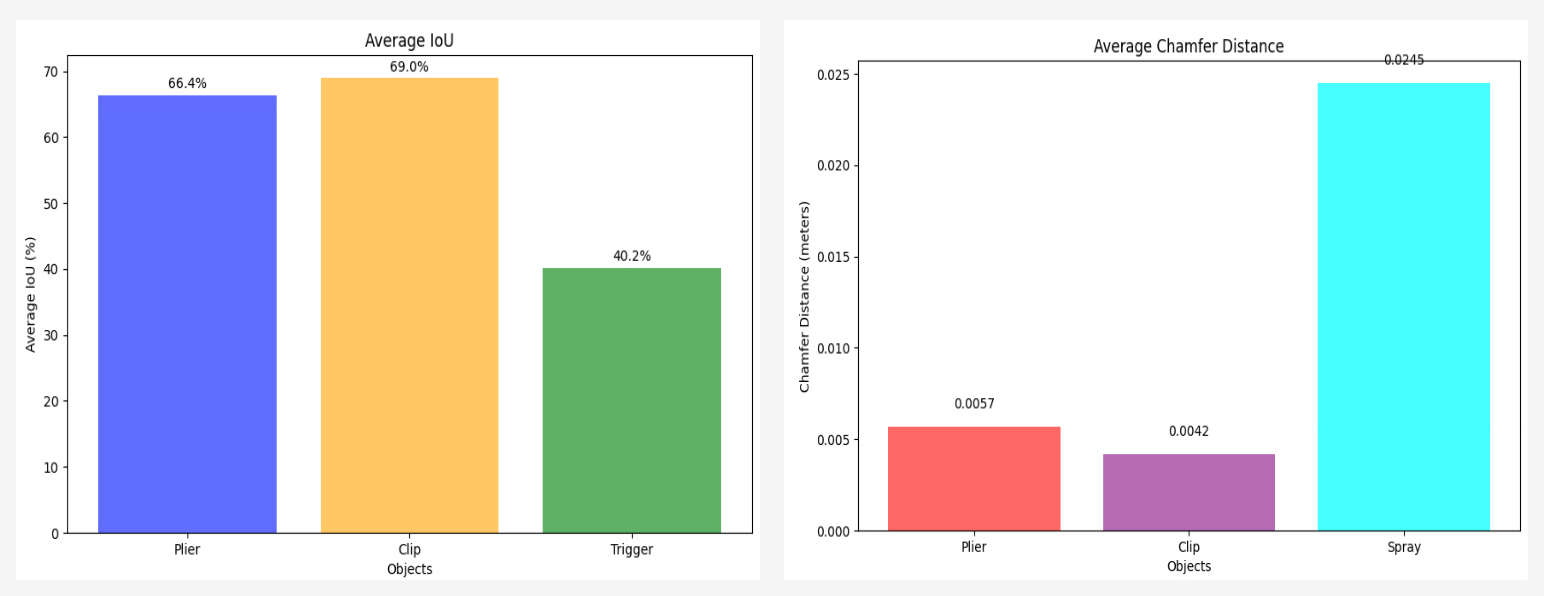 Average IoU
Average IoU (%)
70
60
50
40
30
20
10
0
66.4%
69.0%
40.2%
Plier
Clip
Trigger
Objects
Average Chamfer Distance
Chamfer Distance (meters)
0.025
0.020
0.015
0.010
0.005
0.000
0.0057
0.0042
0.0245
Plier
Clip
Spray
Objects